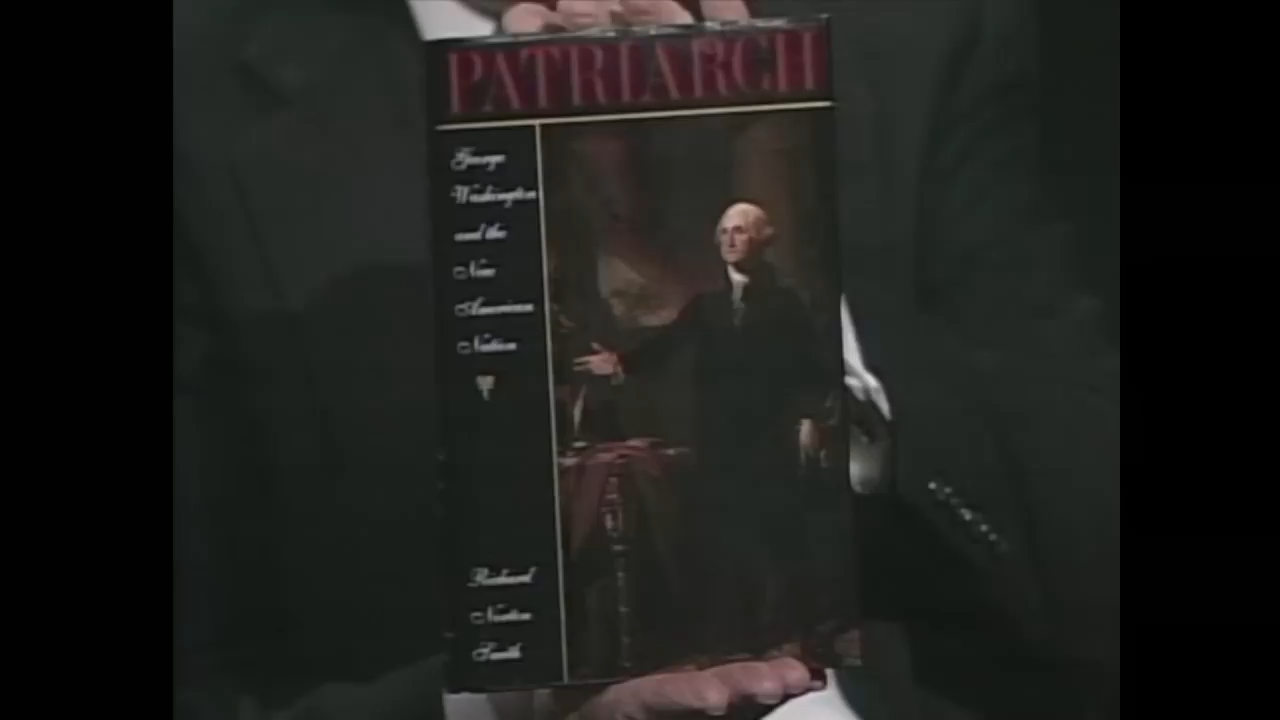 PATRIARCH
George
Washington
and the
New
American
Nation
Richard
Norton
Smith